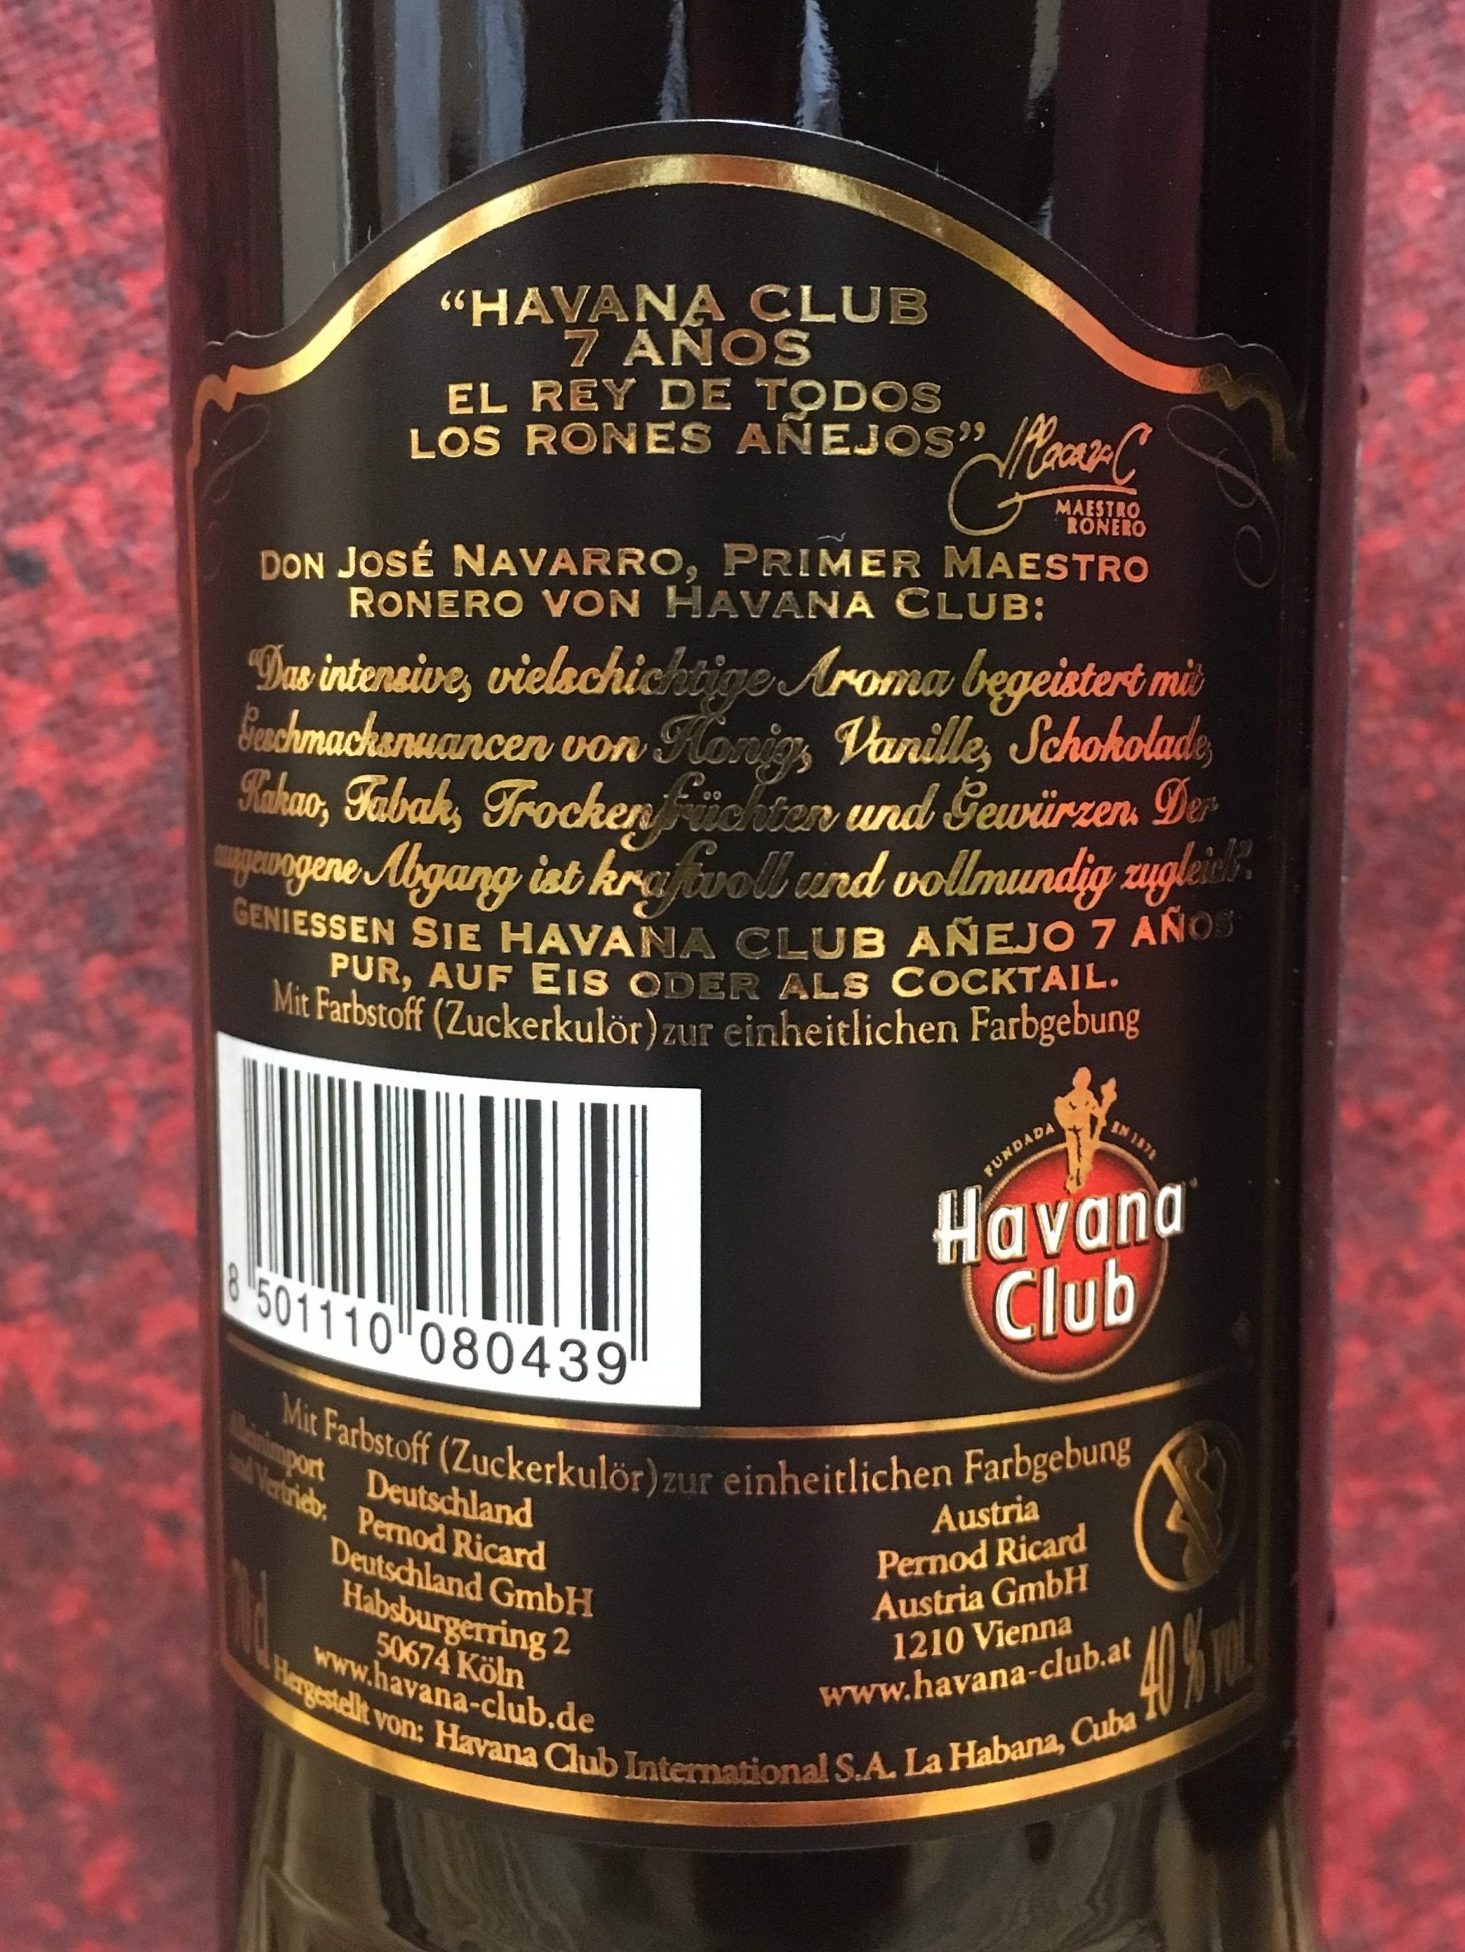 “HAVANA CLUB
7 AÑOS
EL REY DE TODOS
LOS RONES AÑEJOS”
MAESTRO
RONERO
DON JOSÉ NAVARRO, PRIMER MAESTRO
RONERO VON HAVANA CLUB:
“Das intensive, vielschichtige Aroma begeistert mit
Geschmacksnuancen von Honig, Vanille, Schokolade,
Kakao, Tabak, Trockenfrüchten und Gewürzen. Der
ausgewogene Abgang ist kraftvoll und vollmundig zugleich”.
GENIESSEN SIE HAVANA CLUB AÑEJO 7 AÑOS
PUR, AUF EIS ODER ALS COCKTAIL.
Mit Farbstoff (Zuckerkulör) zur einheitlichen Farbgebung
8 501110 080439
FUNDADA EN 1878
Havana
Club
Mit Farbstoff (Zuckerkulör) zur einheitlichen Farbgebung
Alleinimport
und Vertrieb:
Deutschland
Pernod Ricard
Deutschland GmbH
Habsburgerring 2
50674 Köln
www.havana-club.de
Austria
Pernod Ricard
Austria GmbH
1210 Vienna
www.havana-club.at
70 cl
40 % vol.
Hergestellt von: Havana Club International S.A. La Habana, Cuba